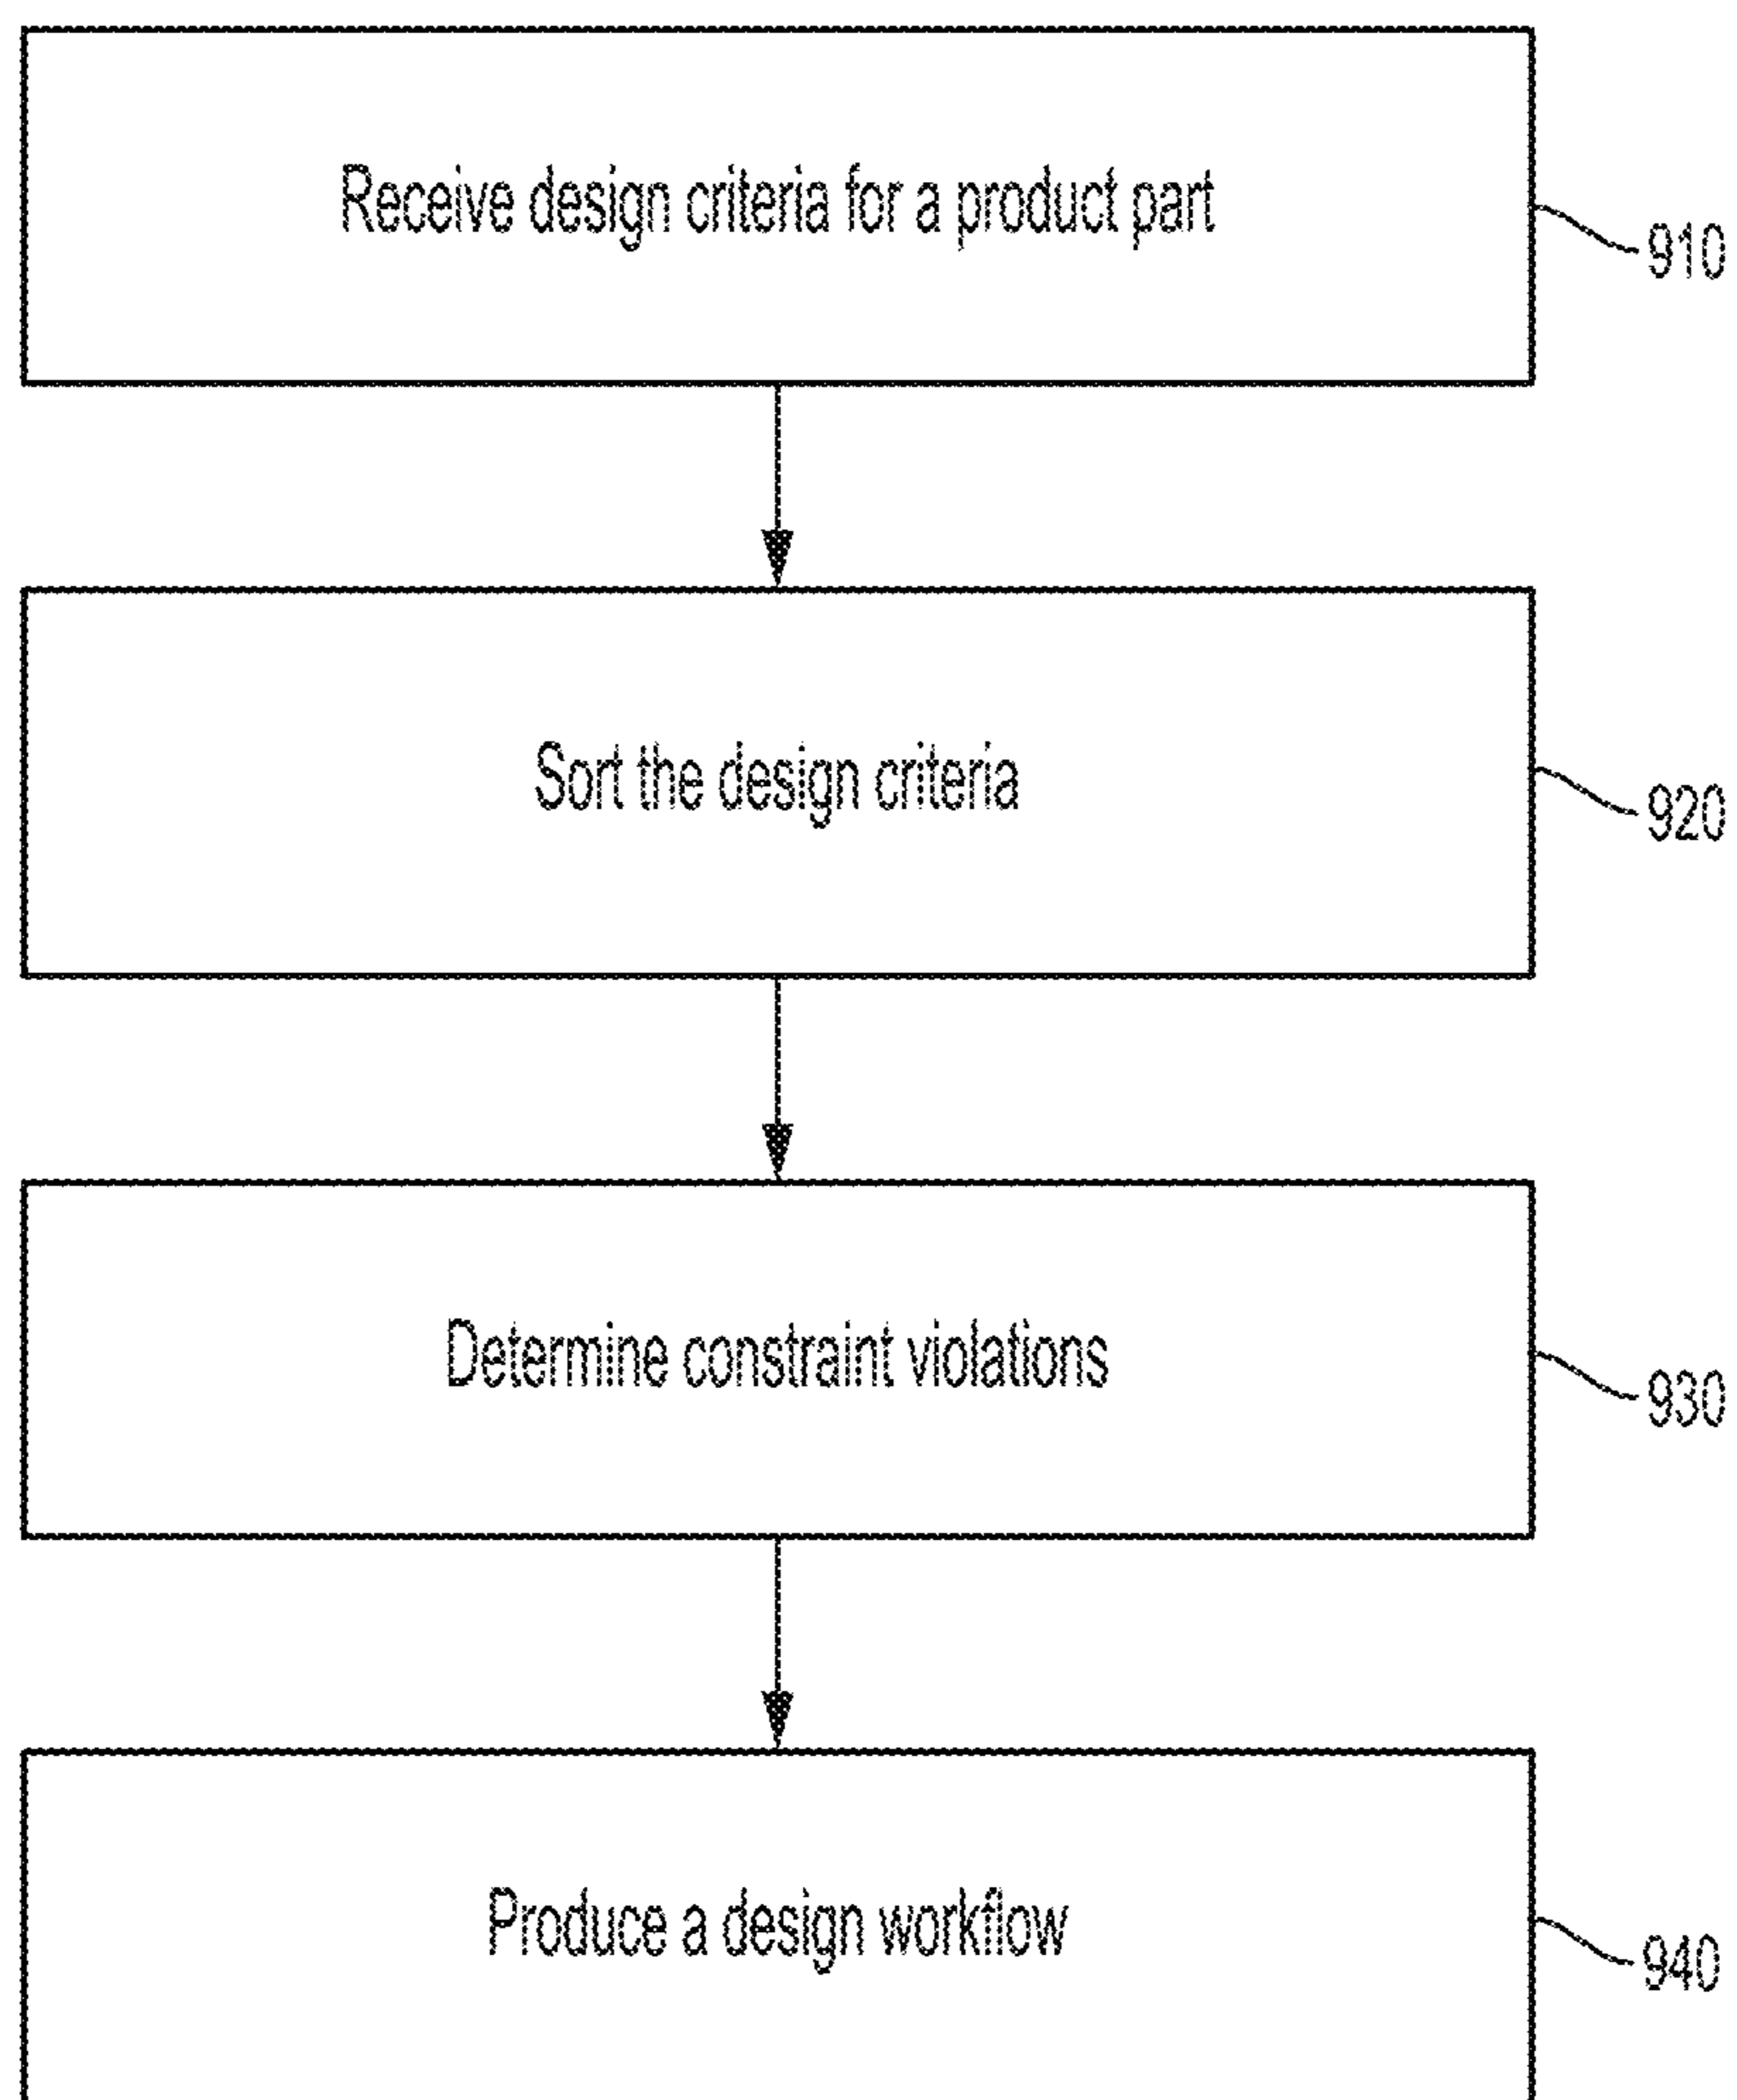 Receive design criteria for a product part
910
Sort the design criteria
920
Determine constraint violations
930
Produce a design workflow
940